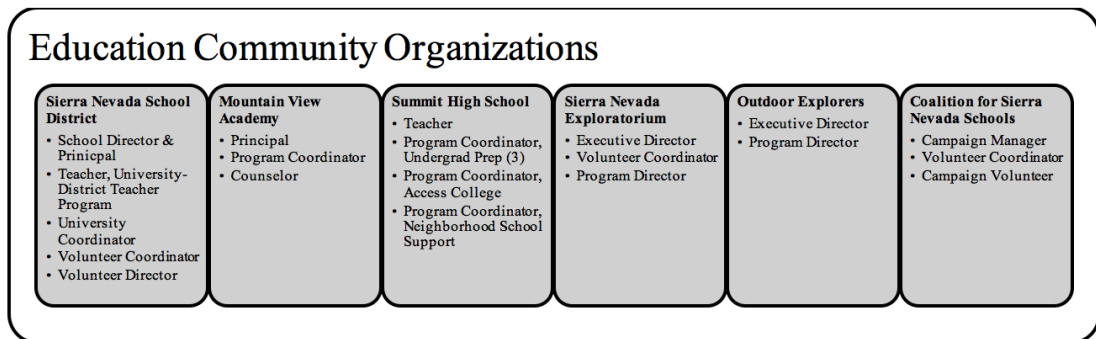 Education Community Organizations
Sierra Nevada School
District
• School Director &
Prinicpal
• Teacher, University-
District Teacher
Program
• University
Coordinator
• Volunteer Coordinator
• Volunteer Director
Mountain View
Academy
• Principal
• Program Coordinator
• Counselor
Summit High School
• Teacher
• Program Coordinator,
Undergrad Prep (3)
• Program Coordinator,
Access College
• Program Coordinator,
Neighborhood School
Support
Sierra Nevada
Exploratorium
• Executive Director
• Volunteer Coordinator
• Program Director
Outdoor Explorers
• Executive Director
• Program Director
Coalition for Sierra
Nevada Schools
• Campaign Manager
• Volunteer Coordinator
• Campaign Volunteer